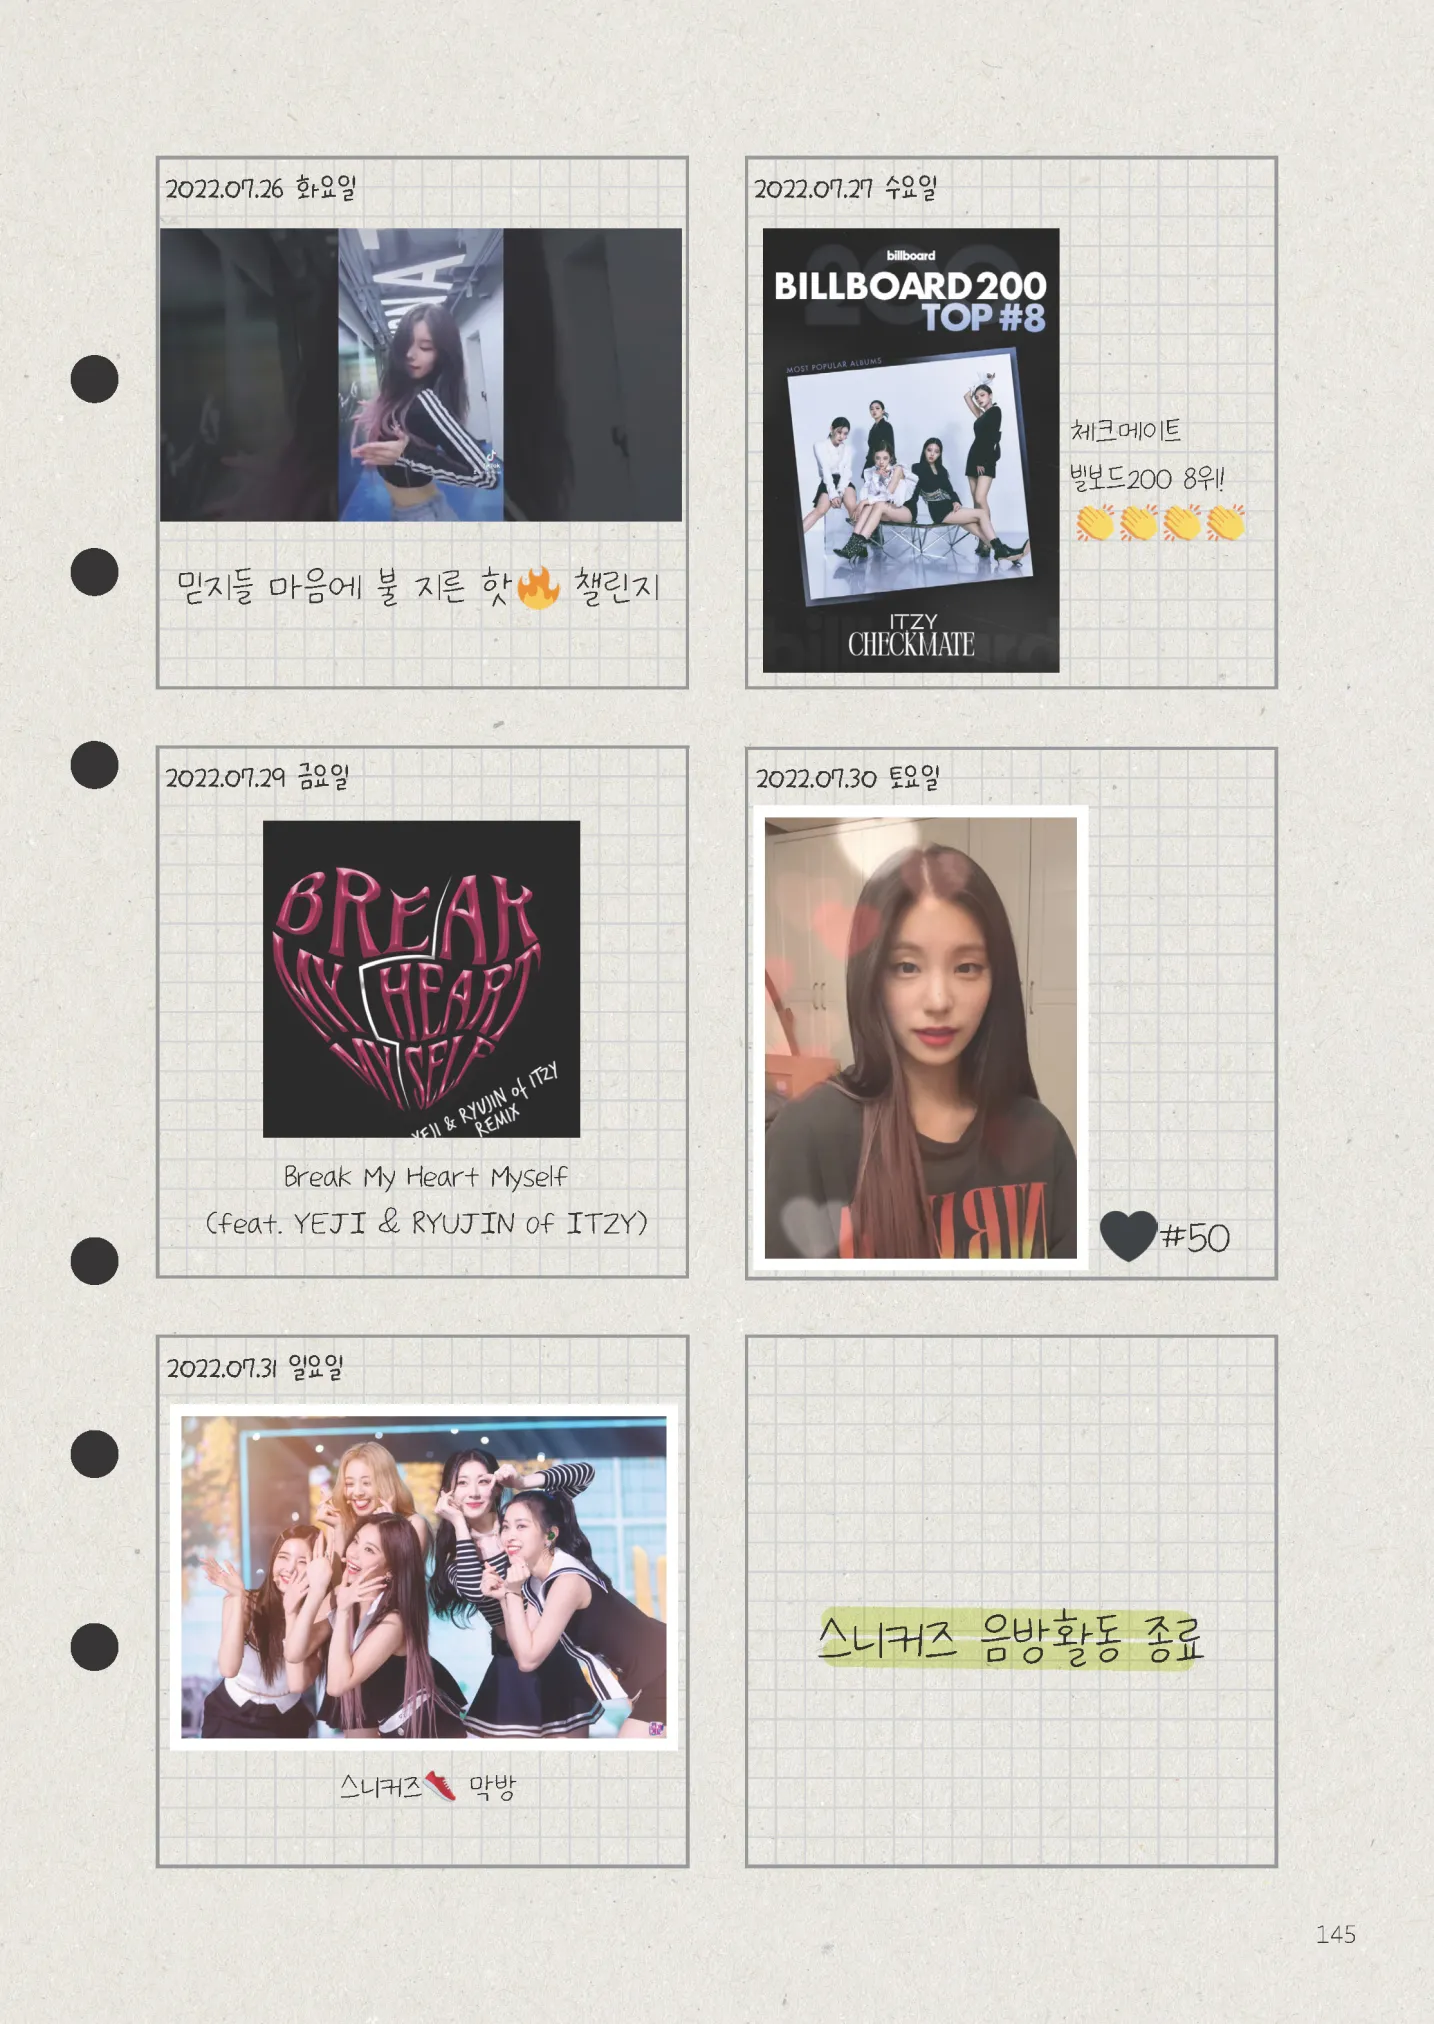 2022.07.26 화요일
믿지들 마음에 불 지른 핫🔥 챌린지
2022.07.27 수요일
billboard
BILLBOARD 200
TOP #8
MOST POPULAR ALBUMS
ITZY
CHECKMATE
체크메이트
빌보드200 8위!
👏👏👏👏
2022.07.29 금요일
BREAK
MY HEART
MYSELF
YEJI & RYUJIN of ITZY
REMIX
Break My Heart Myself
(feat. YEJI & RYUJIN of ITZY)
2022.07.30 토요일
🖤#50
2022.07.31 일요일
스니커즈👟 막방
스니커즈 음방활동 종료
145